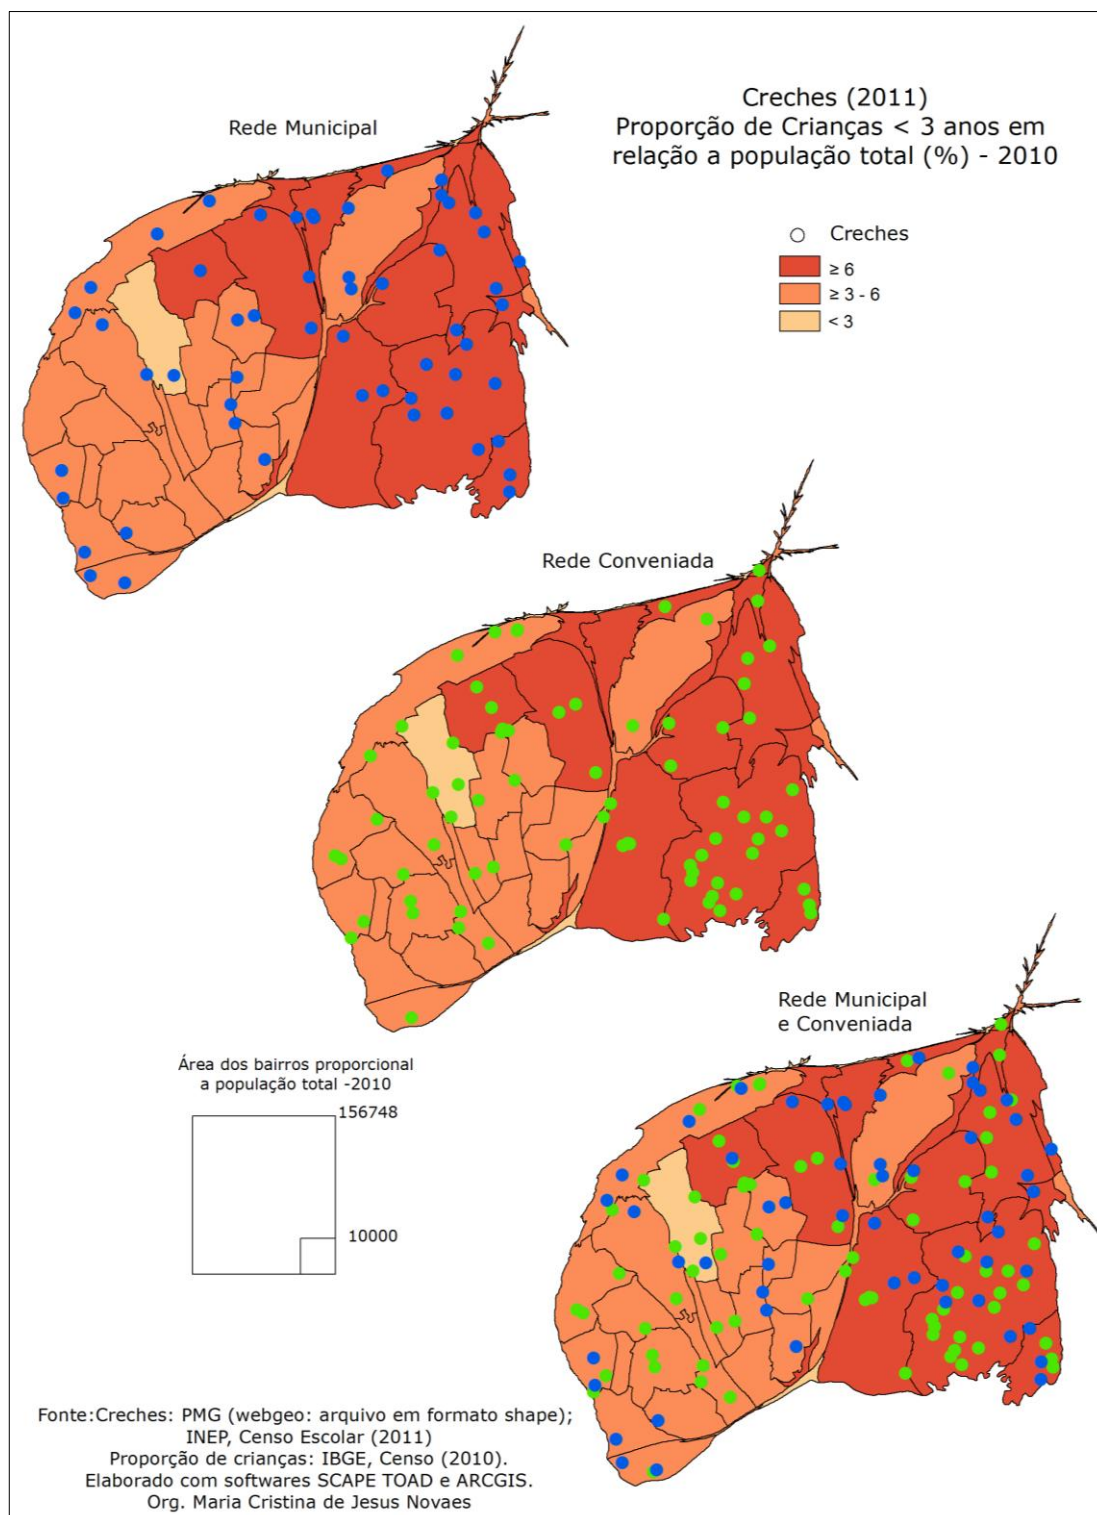 Creches (2011)
Proporção de Crianças < 3 anos em
relação a população total (%) - 2010
Rede Municipal
Creches
≥ 6
≥ 3 - 6
< 3
Rede Conveniada
Rede Municipal
e Conveniada
Área dos bairros proporcional
a população total -2010
156748
10000
Fonte:Creches: PMG (webgeo: arquivo em formato shape);
INEP, Censo Escolar (2011)
Proporção de crianças: IBGE, Censo (2010).
Elaborado com softwares SCAPE TOAD e ARCGIS.
Org. Maria Cristina de Jesus Novaes